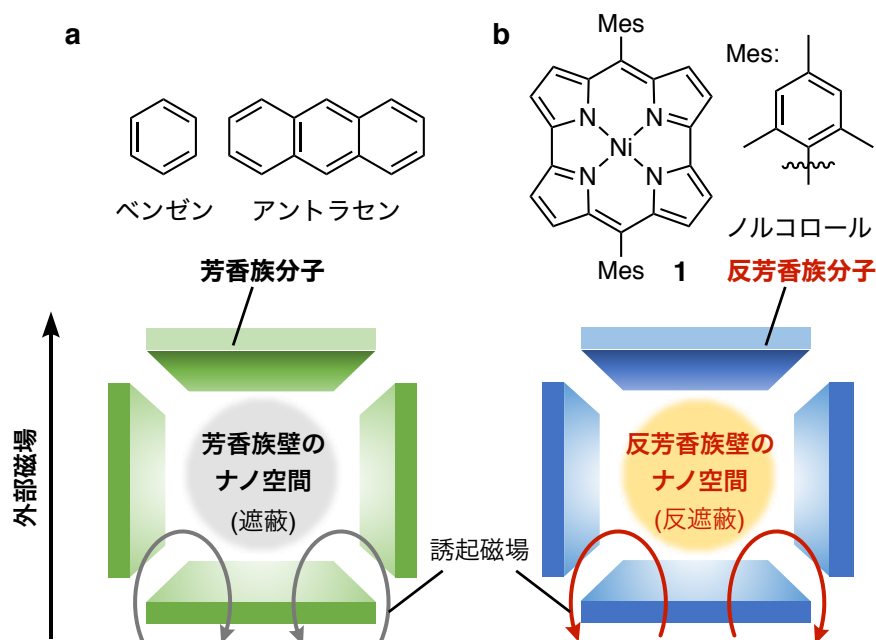 a
ベンゼン
アントラセン
芳香族分子
外部磁場
芳香族壁の
ナノ空間
(遮蔽)
誘起磁場
b
Mes
N
N
Ni
N
N
Mes
1
Mes:
ノルコロール
反芳香族分子
反芳香族壁の
ナノ空間
(反遮蔽)